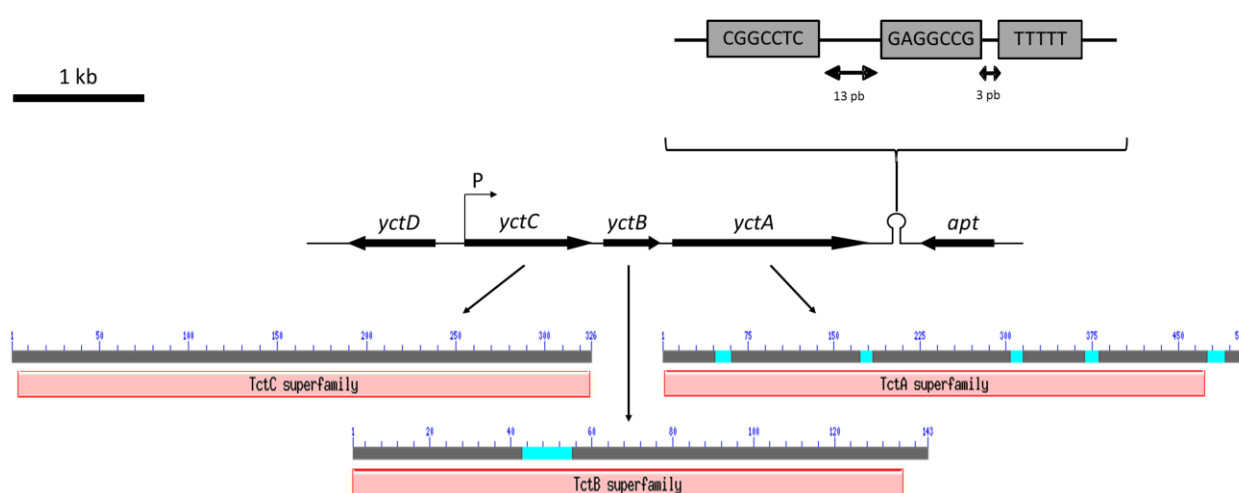 CGGCCTC GAGGCCG TTTTT
1 kb
13 pb 3 pb
P
yctD yctC yctB yctA apt
1 50 100 150 200 250 300 326
1 75 150 225 300 375 450
TctC superfamily
TctA superfamily
1 20 40 60 80 100 120 143
TctB superfamily